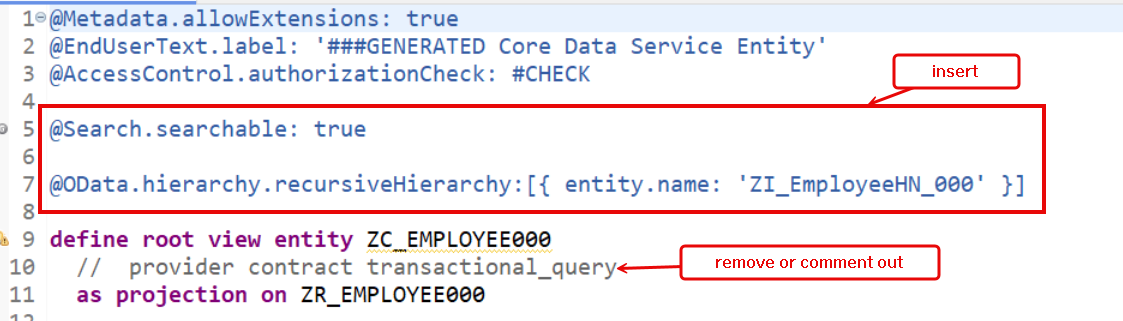 1 @Metadata.allowExtensions: true
2 @EndUserText.label: '###GENERATED Core Data Service Entity'
3 @AccessControl.authorizationCheck: #CHECK
insert
4
5 @Search.searchable: true
6
7 @OData.hierarchy.recursiveHierarchy:[{ entity.name: 'ZI_EmployeeHN_000' }]
8
9 define root view entity ZC_EMPLOYEE000
10 // provider contract transactional_query
remove or comment out
11 as projection on ZR_EMPLOYEE000